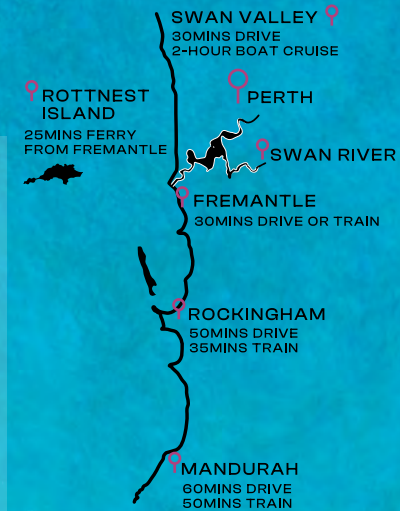 SWAN VALLEY
30MINS DRIVE
2-HOUR BOAT CRUISE
PERTH
ROTTNEST
ISLAND
25MINS FERRY
FROM FREMANTLE
SWAN RIVER
FREMANTLE
30MINS DRIVE OR TRAIN
ROCKINGHAM
50MINS DRIVE
35MINS TRAIN
MANDURAH
60MINS DRIVE
50MINS TRAIN